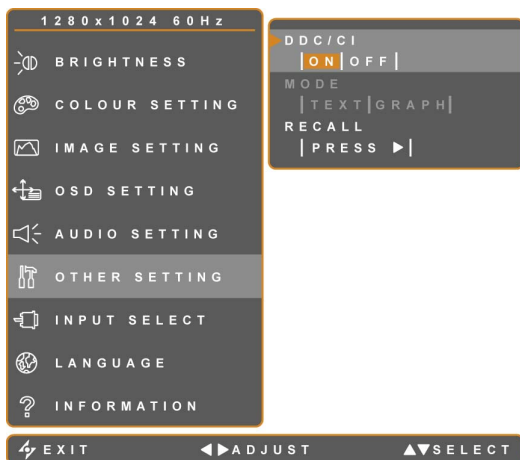 1280x1024 60Hz
BRIGHTNESS
COLOUR SETTING
IMAGE SETTING
OSD SETTING
AUDIO SETTING
OTHER SETTING
INPUT SELECT
LANGUAGE
INFORMATION
DDC/CI
ON OFF
MODE
TEXT GRAPH
RECALL
PRESS ▶
EXIT ◀▶ADJUST ▲▼SELECT